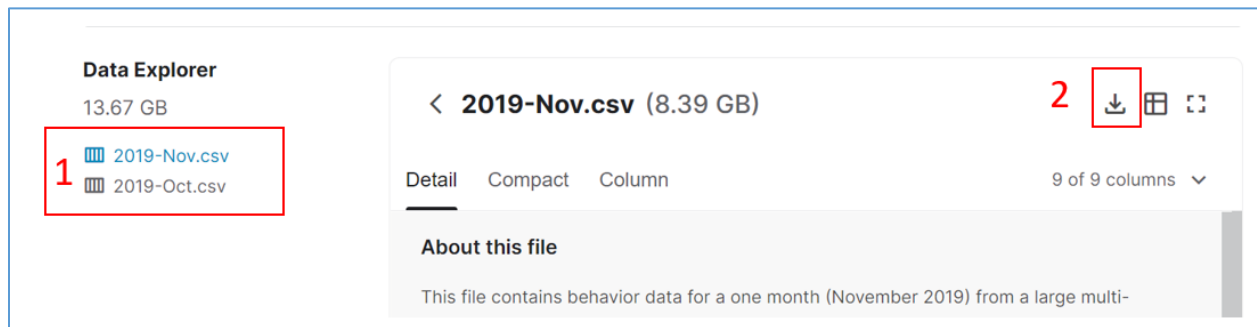 Data Explorer
13.67 GB
1
2019-Nov.csv
2019-Oct.csv
< 2019-Nov.csv (8.39 GB)
2
Detail Compact Column
9 of 9 columns
About this file
This file contains behavior data for a one month (November 2019) from a large multi-